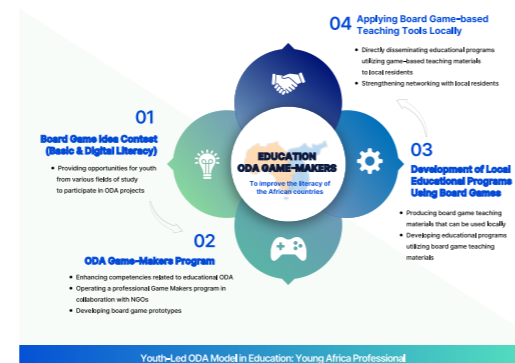 04 Applying Board Game-based
Teaching Tools Locally
• Directly disseminating educational programs
utilizing game-based teaching materials
to local residents
• Strengthening networking with local residents
01
Board Game Idea Contest
(Basic & Digital Literacy)
• Providing opportunities for youth
from various fields of study
to participate in ODA projects
EDUCATION
ODA GAME-MAKERS
To improve the literacy of
the African countries
03
Development of Local
Educational Programs
Using Board Games
• Producing board game teaching
materials that can be used locally
• Developing educational programs
utilizing board game teaching
materials
02
ODA Game-Makers Program
• Enhancing competencies related to educational ODA
• Operating a professional Game Makers program in
collaboration with NGOs
• Developing board game prototypes
Youth-Led ODA Model in Education: Young Africa Professional